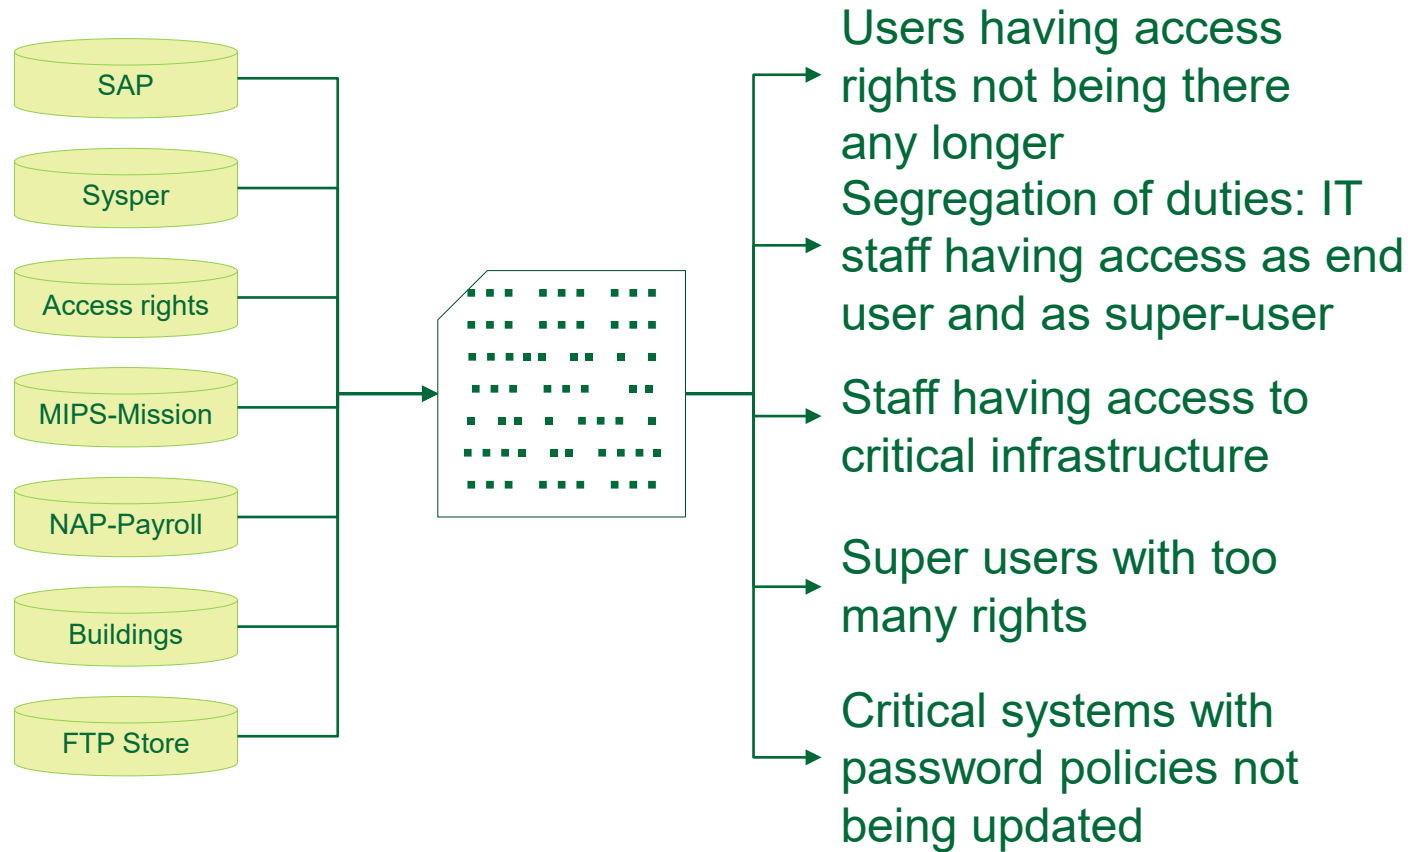 SAP
Sysper
Access rights
MIPS-Mission
NAP-Payroll
Buildings
FTP Store
Users having access
rights not being there
any longer
Segregation of duties: IT
staff having access as end
user and as super-user
Staff having access to
critical infrastructure
Super users with too
many rights
Critical systems with
password policies not
being updated